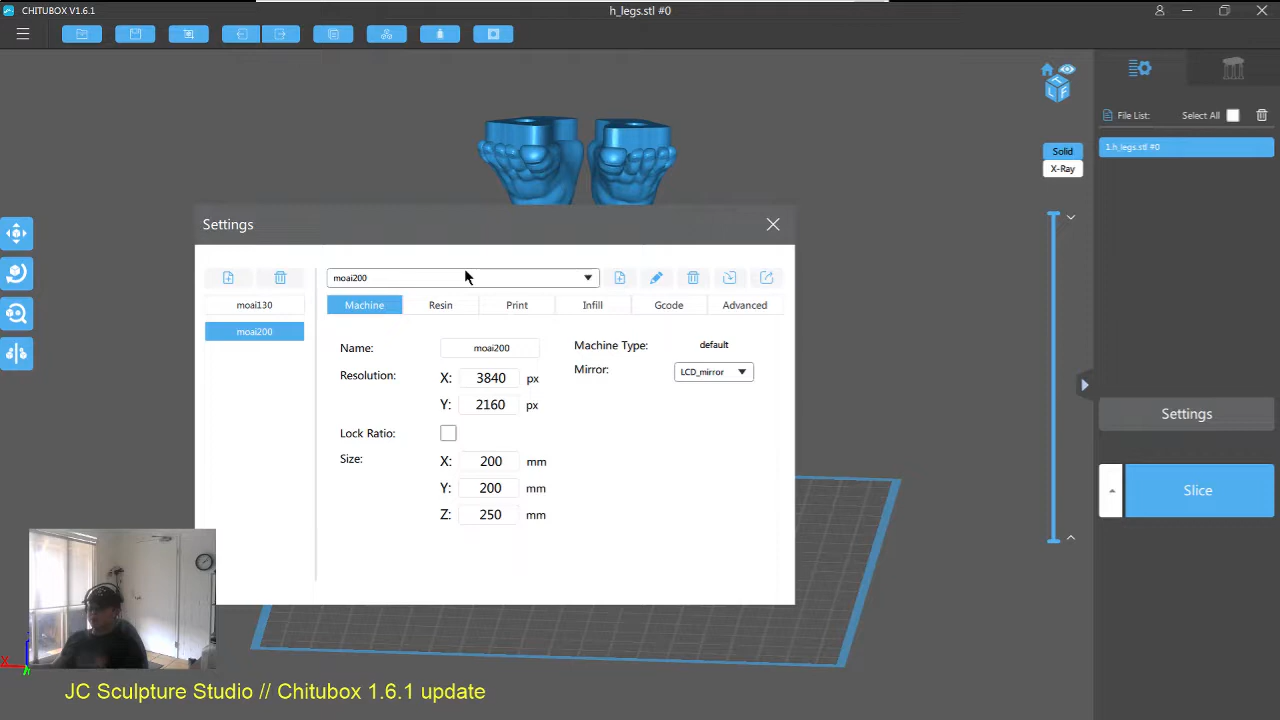 CHITUBOX V1.6.1
h_legs.stl #0
File List:
Select All
1.h_legs.stl #0
Solid
X-Ray
Settings
moai200
moai130
moai200
Machine
Resin
Print
Infill
Gcode
Advanced
Name:
moai200
Machine Type:
default
Resolution:
X:
3840
px
Mirror:
LCD_mirror
Y:
2160
px
Lock Ratio:
Size:
X:
200
mm
Y:
200
mm
Z:
250
mm
Settings
Slice
X
Y
JC Sculpture Studio // Chitubox 1.6.1 update